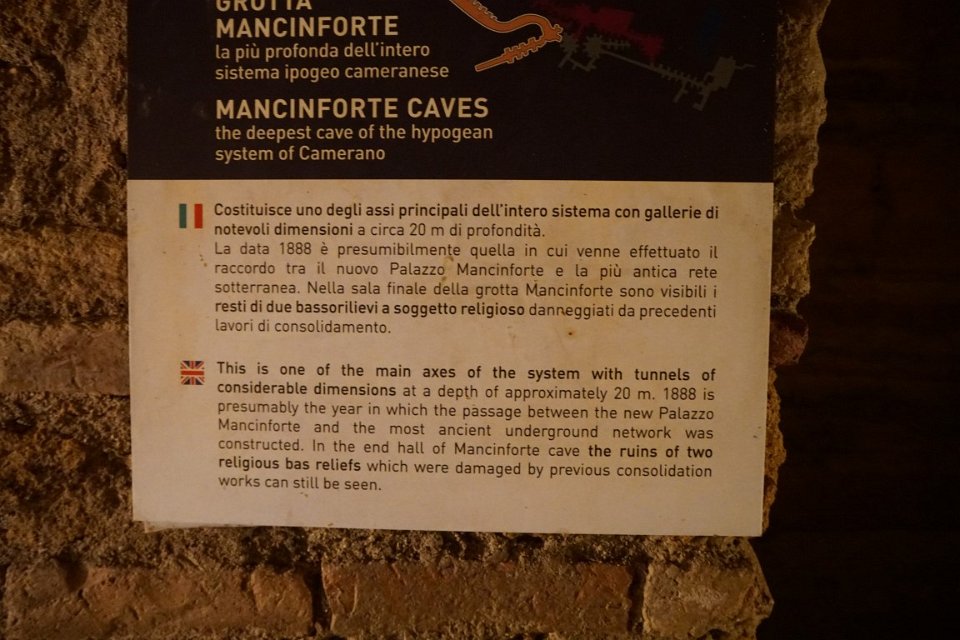 GROTTA
MANCINFORTE
la più profonda dell'intero
sistema ipogeo cameranese
MANCINFORTE CAVES
the deepest cave of the hypogean
system of Camerano
Costituisce uno degli assi principali dell'intero sistema con gallerie di
notevoli dimensioni a circa 20 m di profondità.
La data 1888 è presumibilmente quella in cui venne effettuato il
raccordo tra il nuovo Palazzo Mancinforte e la più antica rete
sotterranea. Nella sala finale della grotta Mancinforte sono visibili i
resti di due bassorilievi a soggetto religioso danneggiati da precedenti
lavori di consolidamento.
This is one of the main axes of the system with tunnels of
considerable dimensions at a depth of approximately 20 m. 1888 is
presumably the year in which the passage between the new Palazzo
Mancinforte and the most ancient underground network was
constructed. In the end hall of Mancinforte cave the ruins of two
religious bas reliefs which were damaged by previous consolidation
works can still be seen.